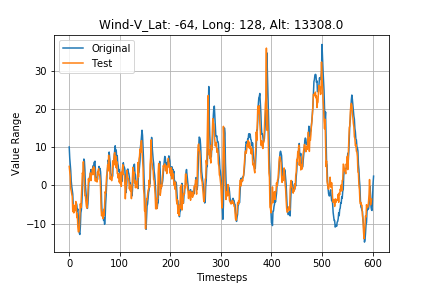 Wind-V_Lat: -64, Long: 128, Alt: 13308.0
Original
Test
Value Range
30
20
10
0
−10
0 100 200 300 400 500 600
Timesteps